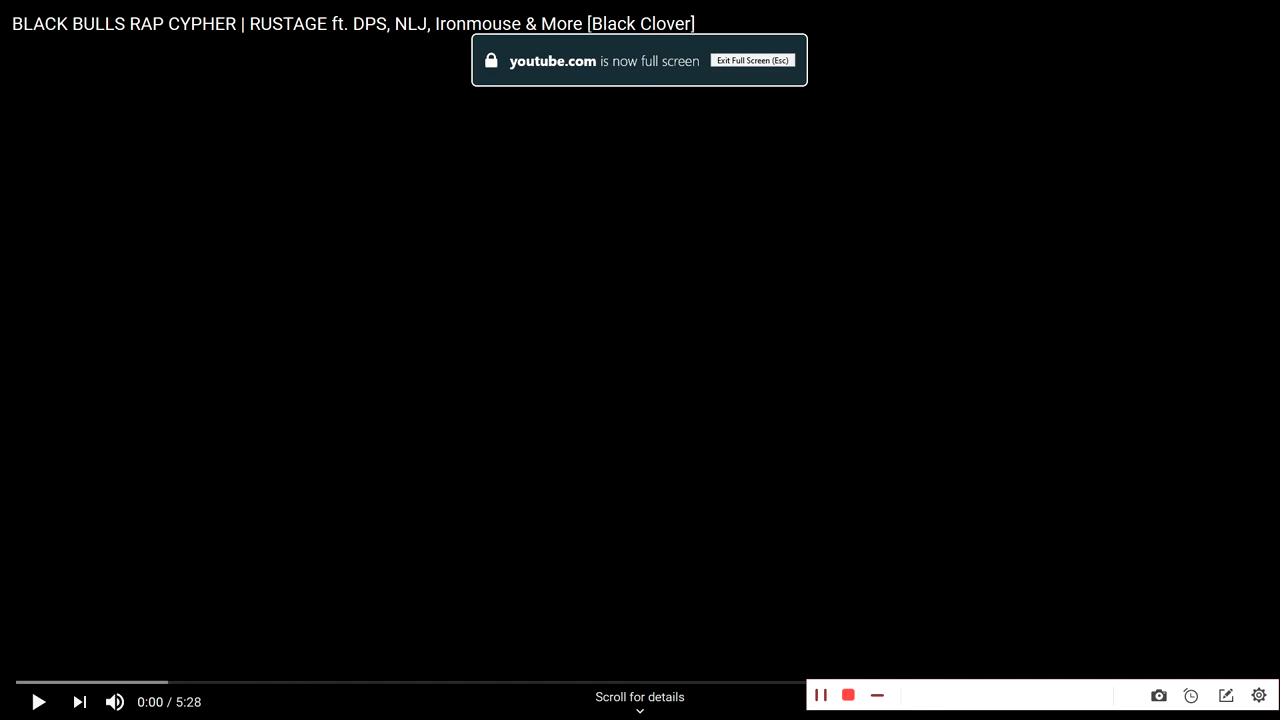 BLACK BULLS RAP CYPHER | RUSTAGE ft. DPS, NLJ, Ironmouse & More [Black Clover]
youtube.com is now full screen
Exit Full Screen (Esc)
0:00 / 5:28
Scroll for details